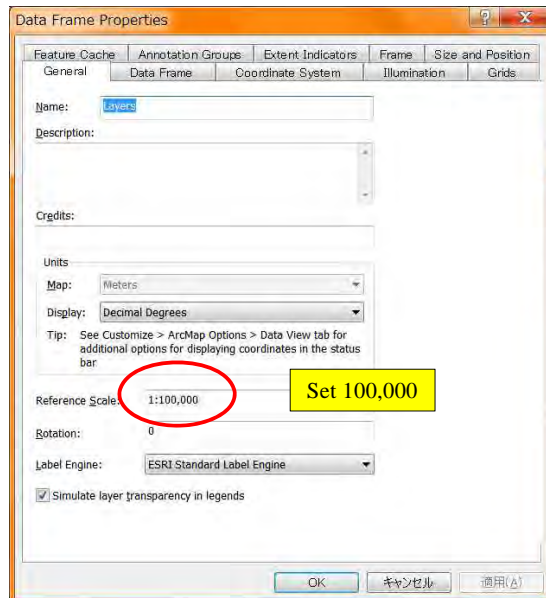 Data Frame Properties
Feature Cache Annotation Groups Extent Indicators Frame Size and Position
General Data Frame Coordinate System Illumination Grids
Name: Layers
Description:
Credits:
Units
Map: Meters
Display: Decimal Degrees
Tip: See Customize > ArcMap Options > Data View tab for
additional options for displaying coordinates in the status
bar
Reference Scale: 1:100,000
Set 100,000
Rotation: 0
Label Engine: ESRI Standard Label Engine
Simulate layer transparency in legends
OK キャンセル 適用(A)